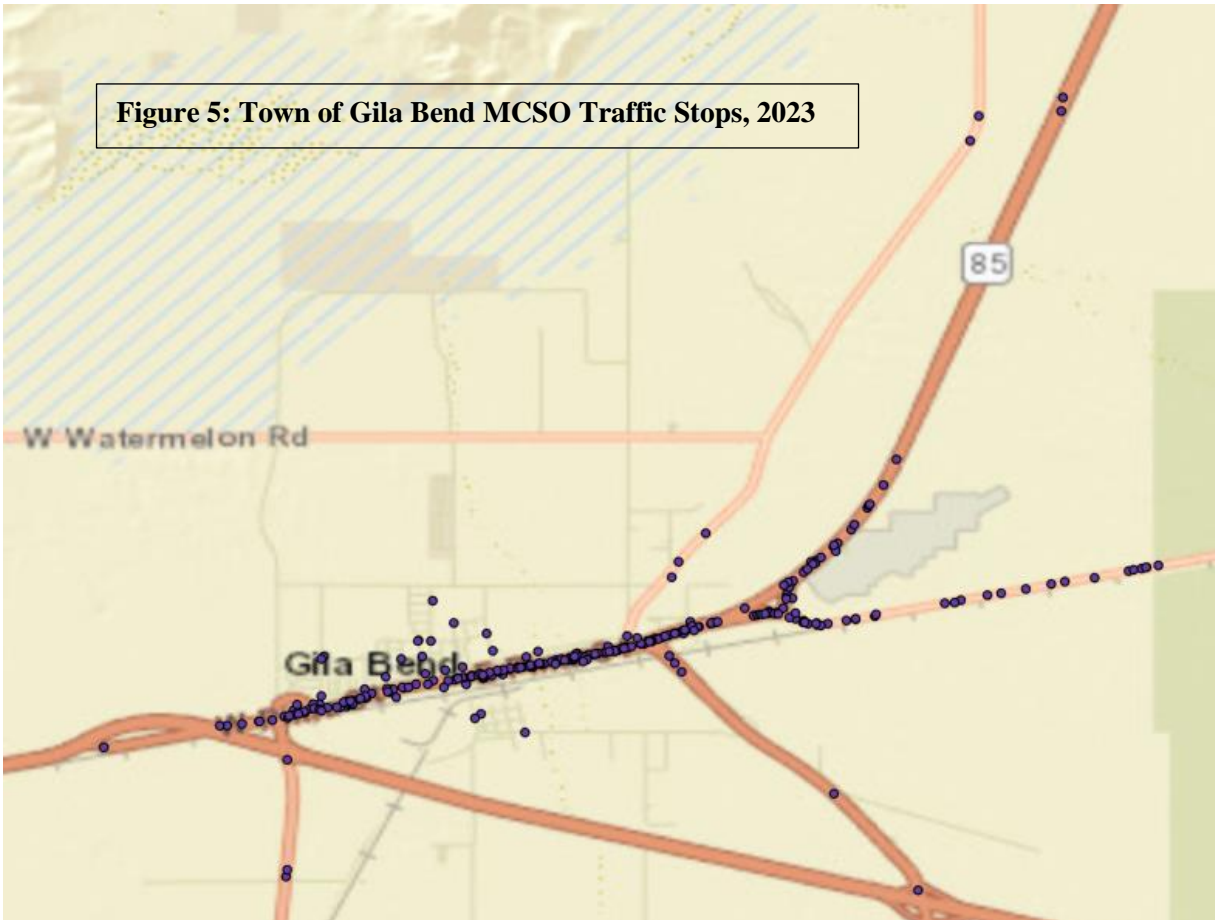 Figure 5: Town of Gila Bend MCSO Traffic Stops, 2023
85
W Watermelon Rd
Gila Bend